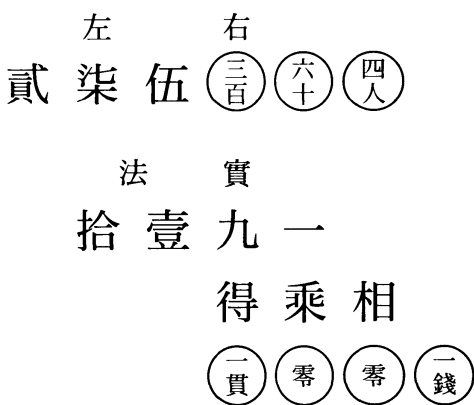 左 右
貳柒伍 三百 六十 四人
法 實
拾壹九一
得乘相
一貫 零 零 一錢